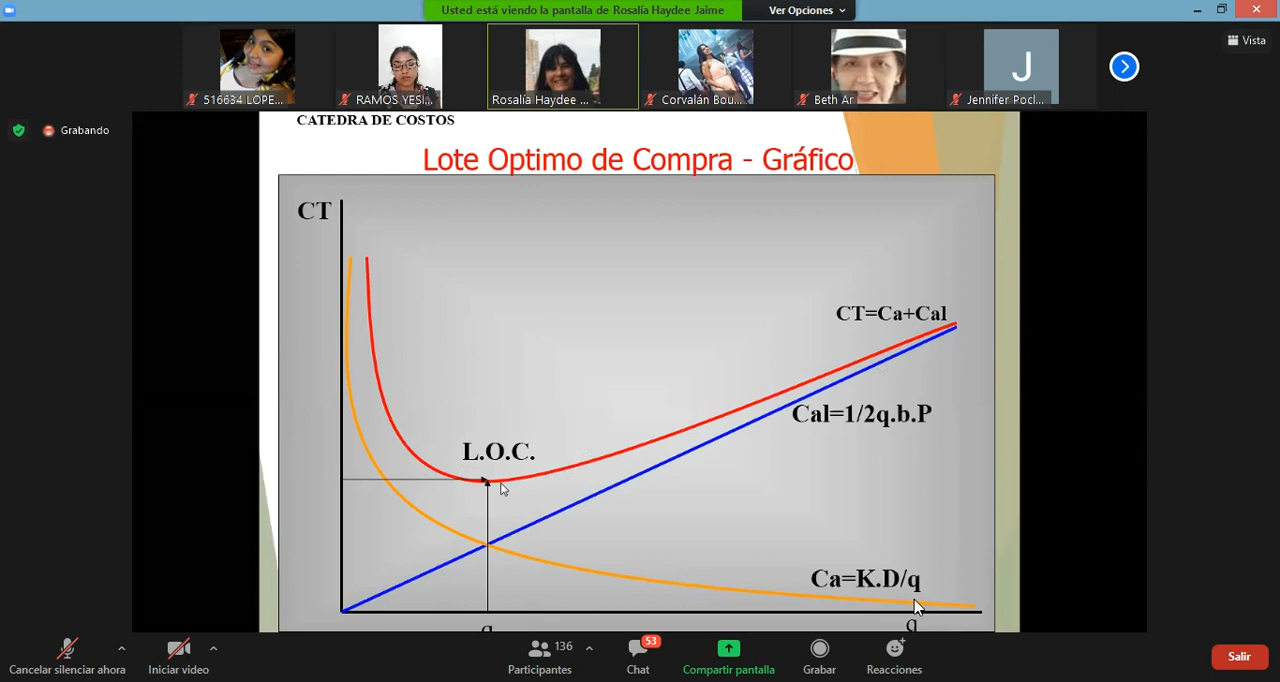 Usted está viendo la pantalla de Rosalía Haydee Jaime
Ver Opciones
Vista
516634 LOPE...
RAMOS YESI...
Rosalía Haydee ...
Corvalán Bou...
Beth Ar
J
Jennifer Pocl...
Grabando
CATEDRA DE COSTOS
Lote Optimo de Compra - Gráfico
CT
CT=Ca+Cal
Cal=1/2q.b.P
L.O.C.
Ca=K.D/q
q
q
Cancelar silenciar ahora
Iniciar video
136
Participantes
53
Chat
Compartir pantalla
Grabar
Reacciones
Salir